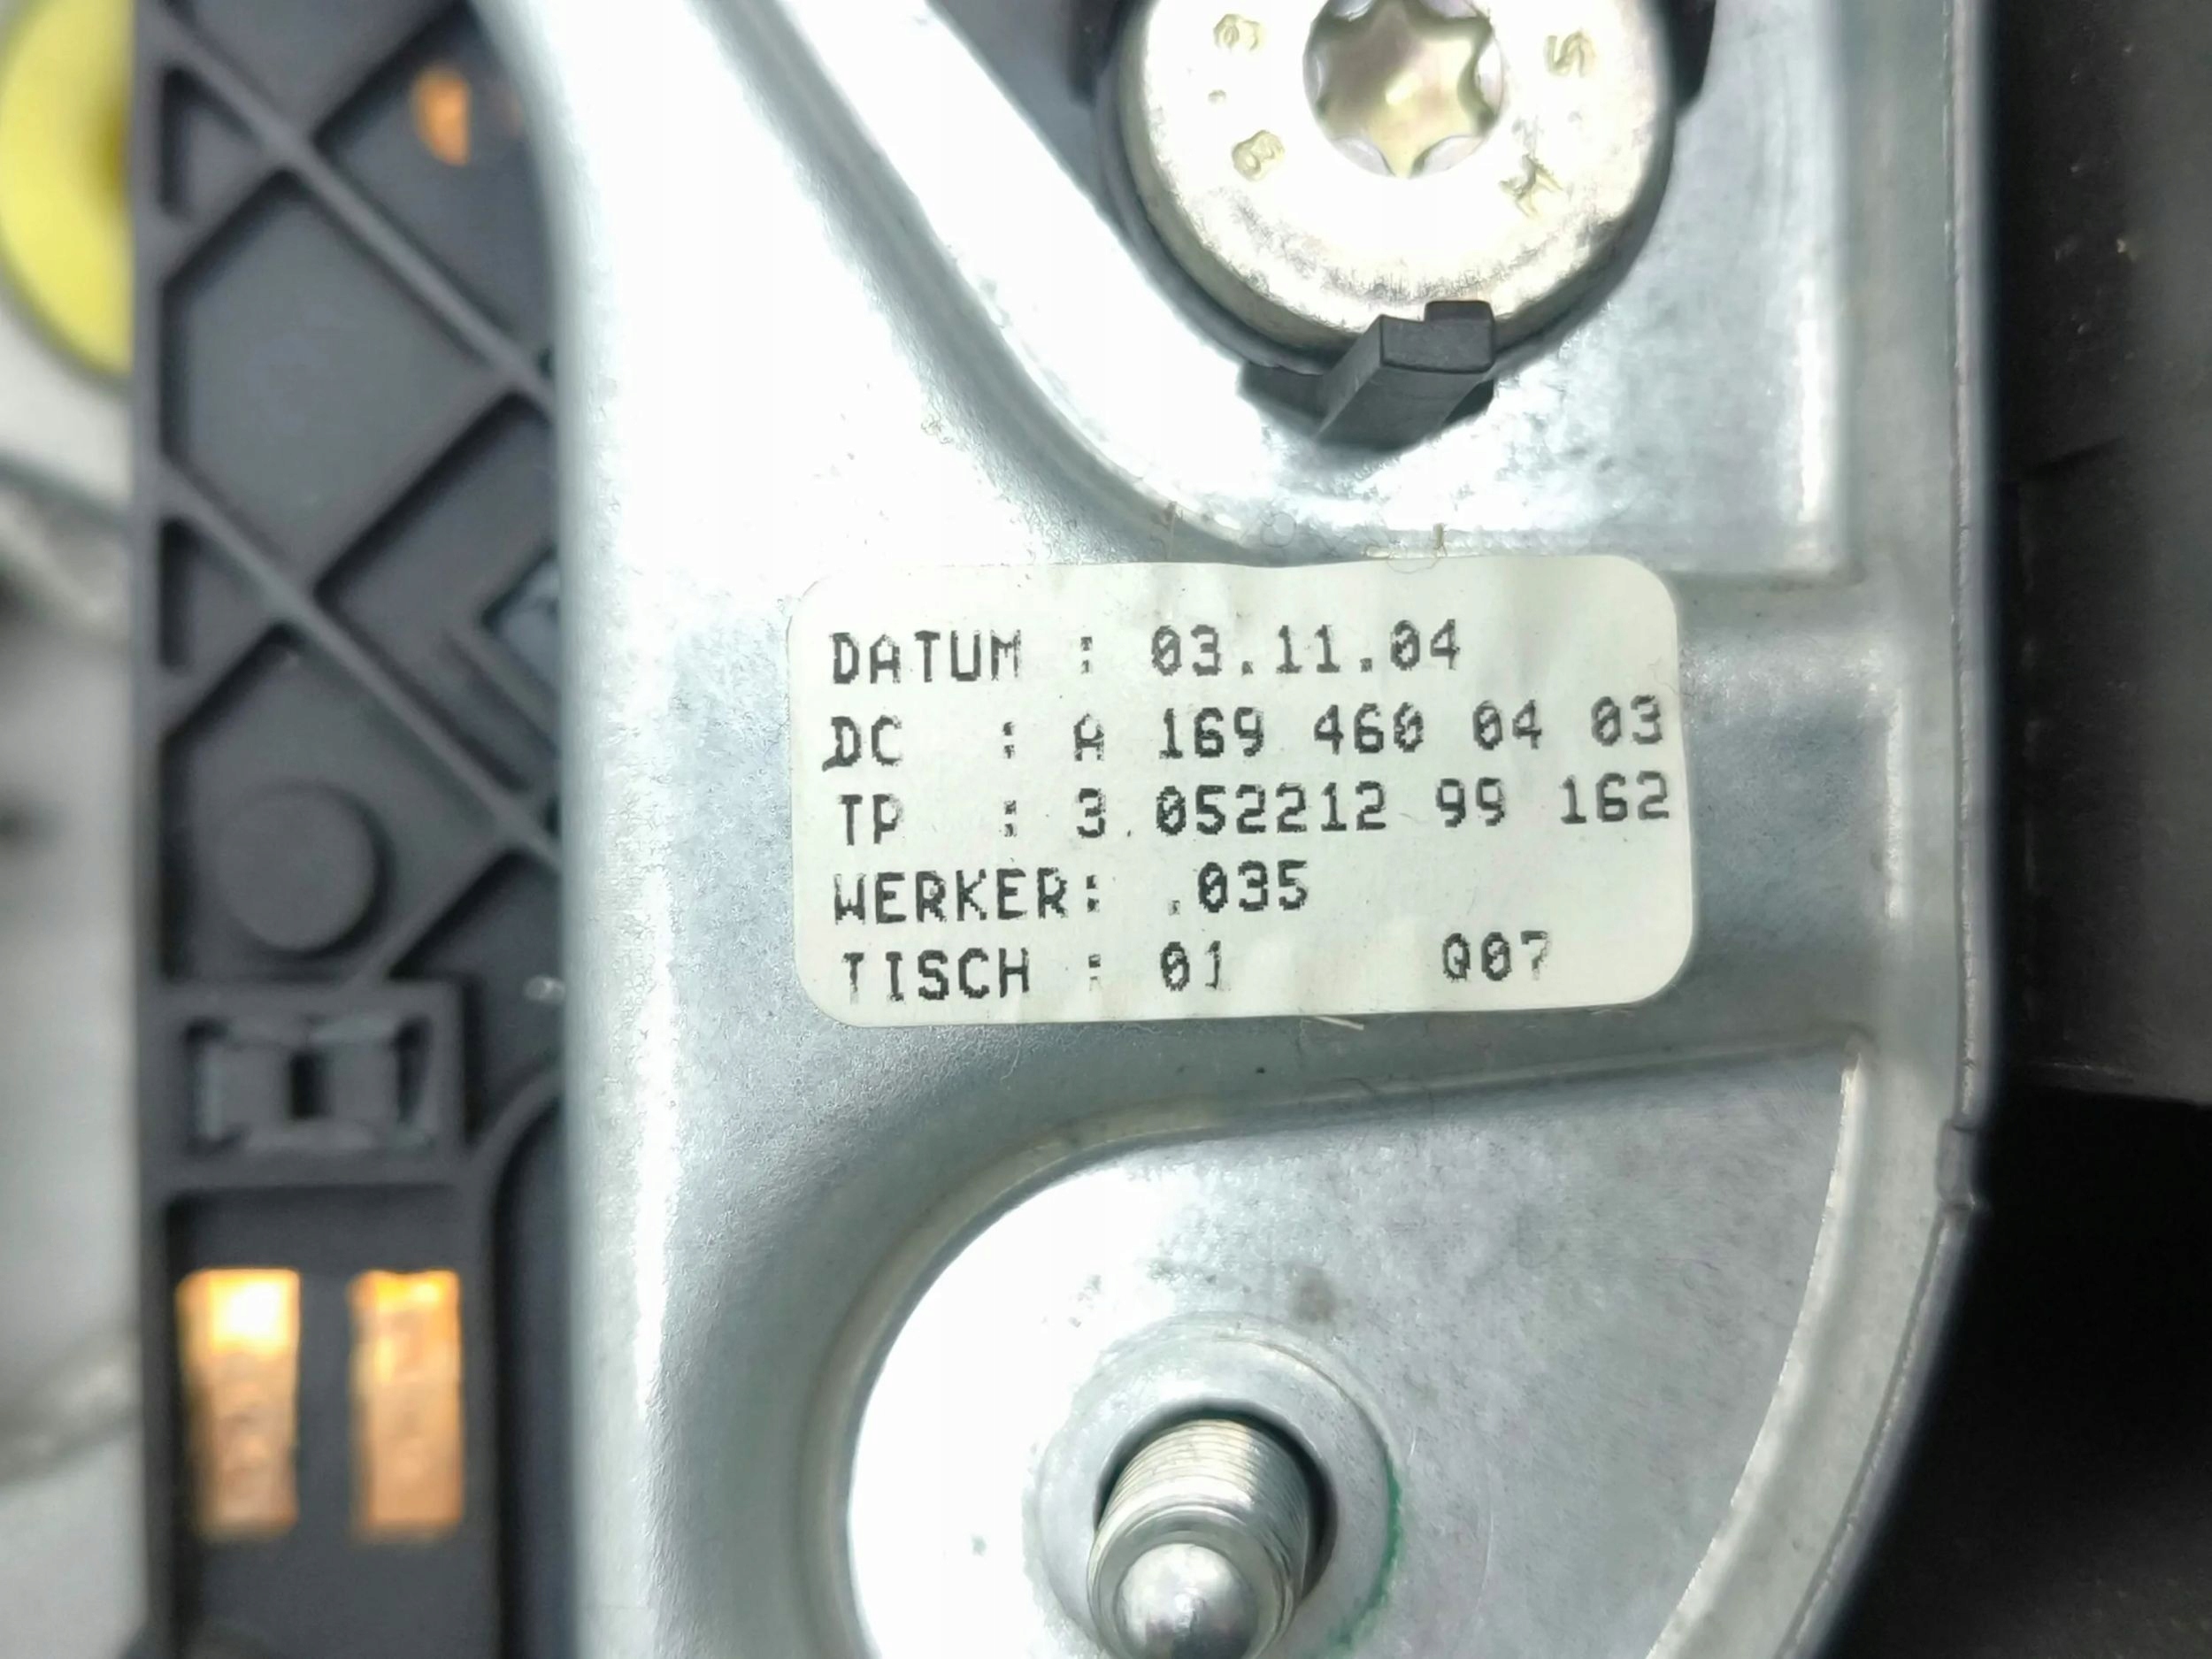 DATUM : 03.11.04
DC : A 169 460 04 03
TP : 3 052212 99 162
WERKER: .035
TISCH : 01 Q07